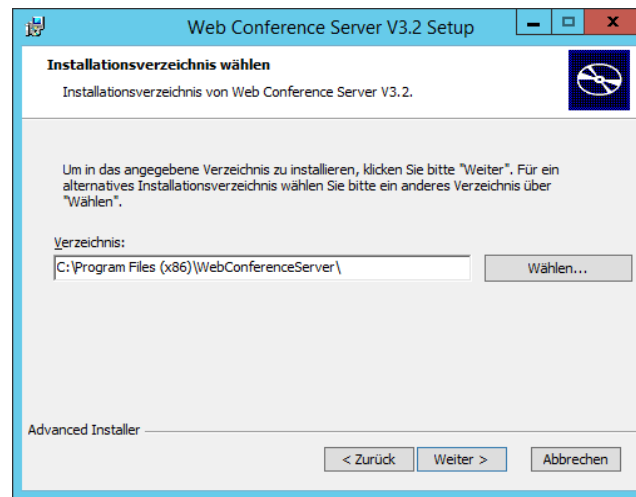 Web Conference Server V3.2 Setup
Installationsverzeichnis wählen
Installationsverzeichnis von Web Conference Server V3.2.
Um in das angegebene Verzeichnis zu installieren, klicken Sie bitte "Weiter". Für ein
alternatives Installationsverzeichnis wählen Sie bitte ein anderes Verzeichnis über
"Wählen".
Verzeichnis:
C:\Program Files (x86)\WebConferenceServer\
Wählen...
Advanced Installer
< Zurück
Weiter >
Abbrechen